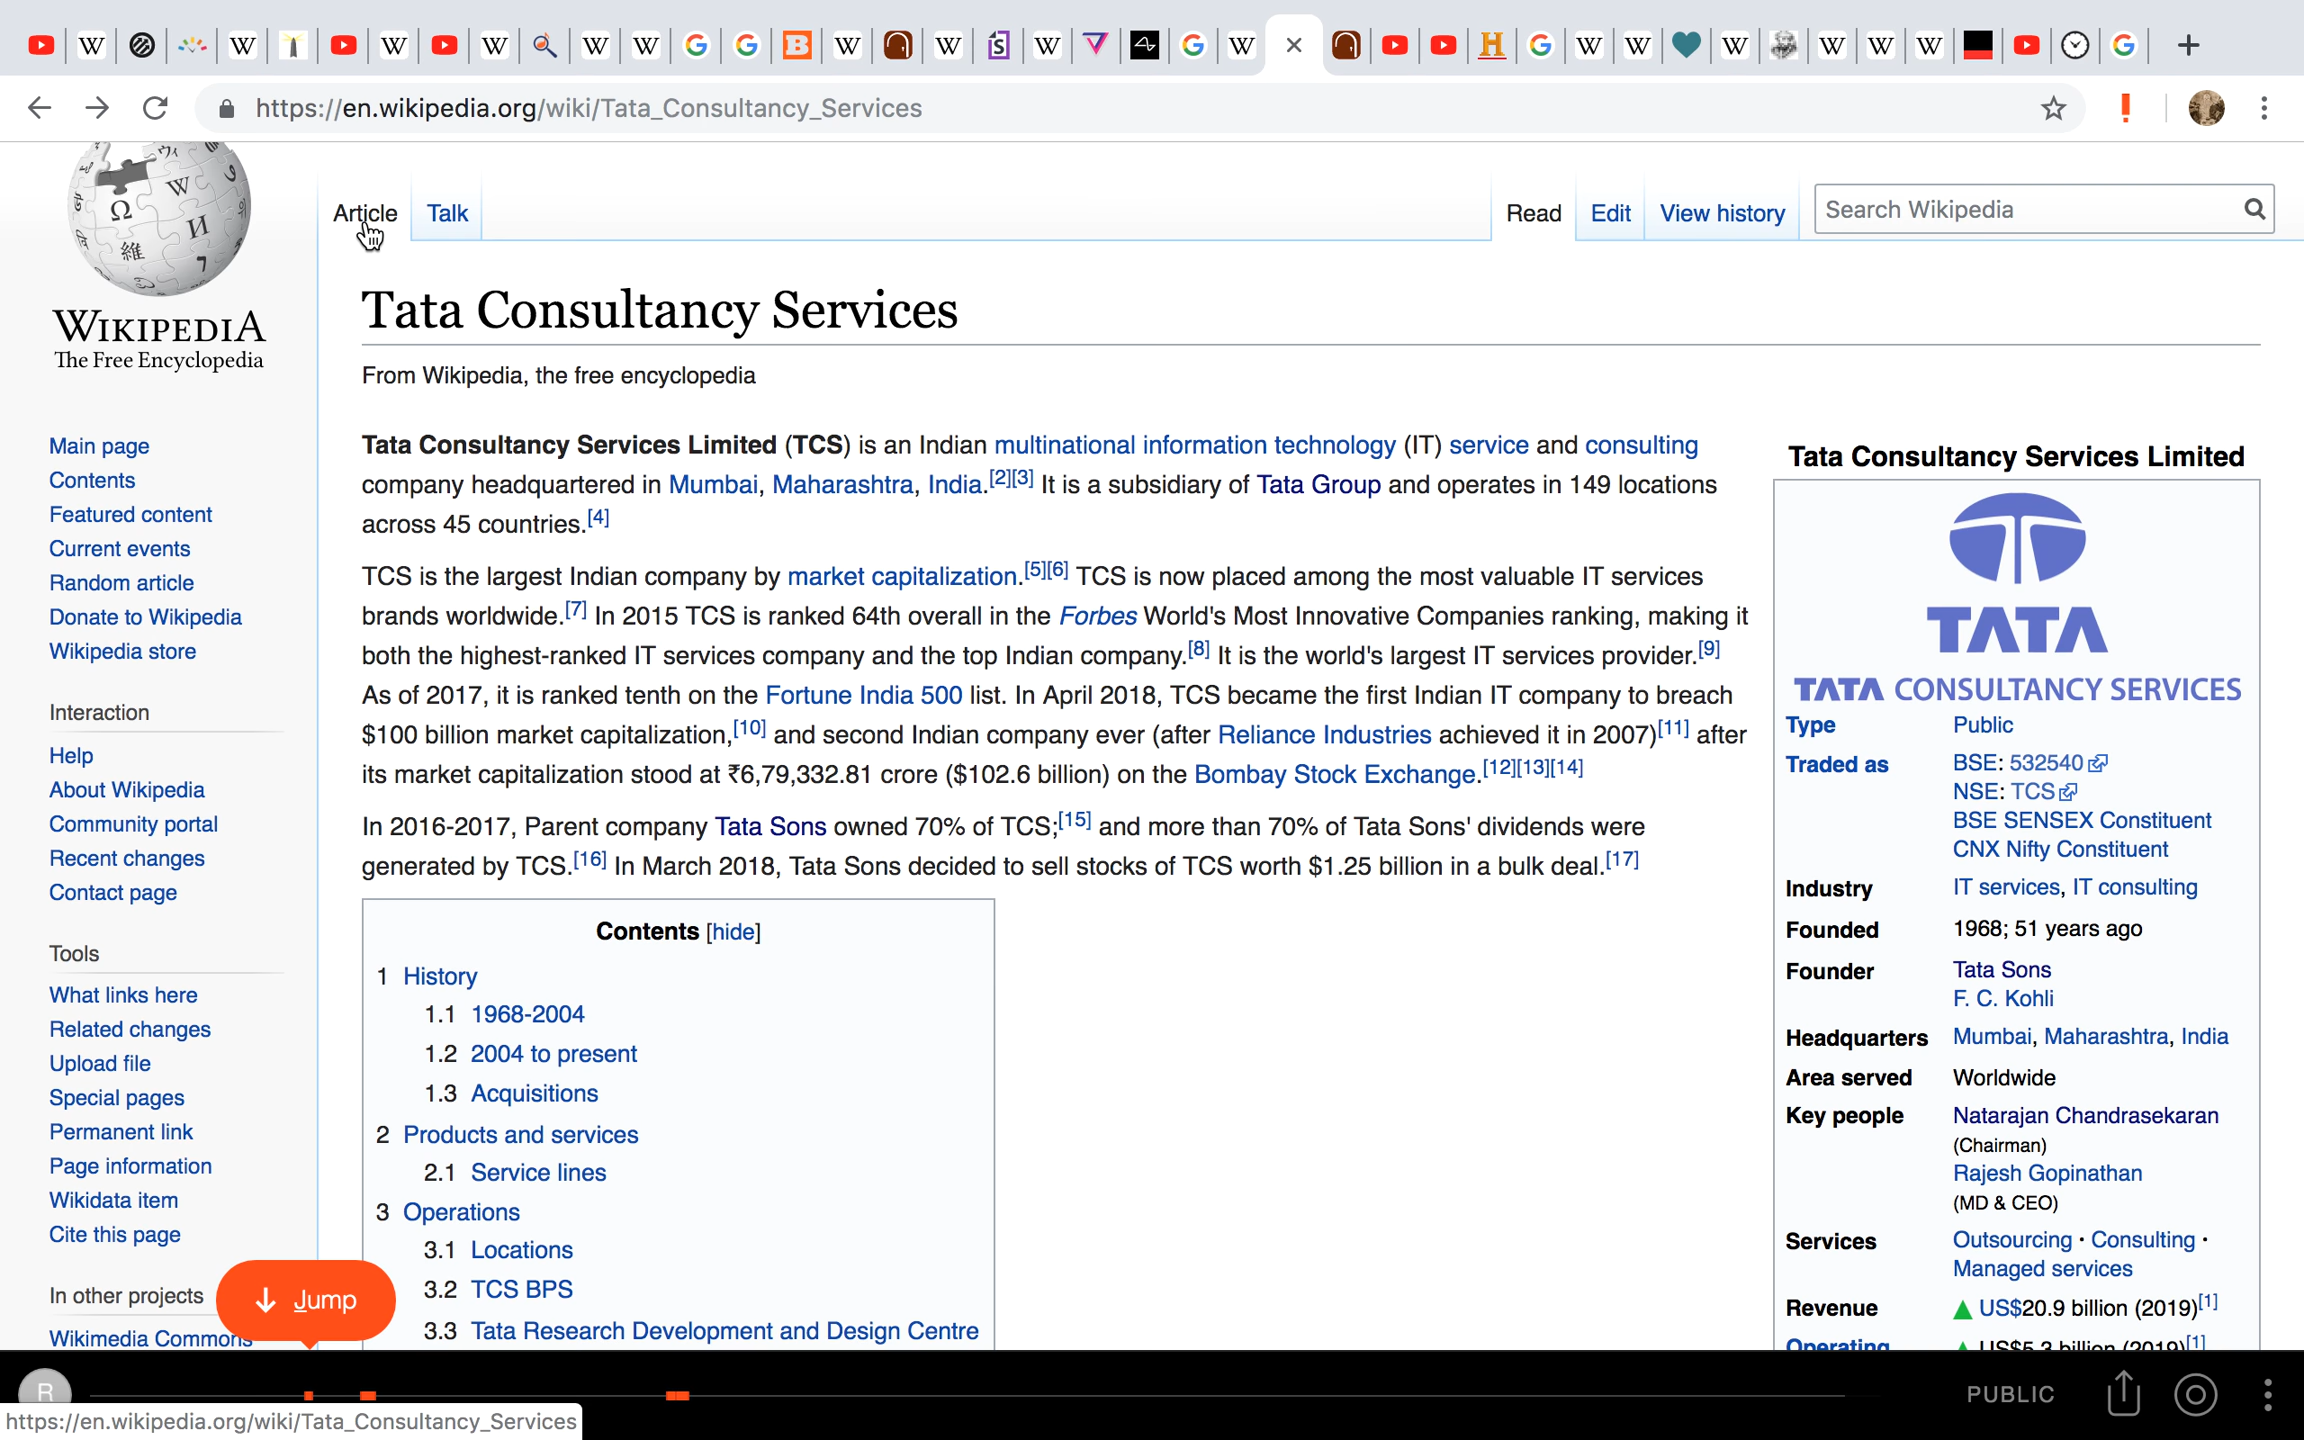 https://en.wikipedia.org/wiki/Tata_Consultancy_Services
WIKIPEDIA
The Free Encyclopedia
Article
Talk
Read
Edit
View history
Search Wikipedia
Tata Consultancy Services
From Wikipedia, the free encyclopedia
Main page
Contents
Featured content
Current events
Random article
Donate to Wikipedia
Wikipedia store
Interaction
Help
About Wikipedia
Community portal
Recent changes
Contact page
Tools
What links here
Related changes
Upload file
Special pages
Permanent link
Page information
Wikidata item
Cite this page
In other projects
Wikimedia Commons
Tata Consultancy Services Limited (TCS) is an Indian multinational information technology (IT) service and consulting
company headquartered in Mumbai, Maharashtra, India.[2][3] It is a subsidiary of Tata Group and operates in 149 locations
across 45 countries.[4]
TCS is the largest Indian company by market capitalization.[5][6] TCS is now placed among the most valuable IT services
brands worldwide.[7] In 2015 TCS is ranked 64th overall in the Forbes World's Most Innovative Companies ranking, making it
both the highest-ranked IT services company and the top Indian company.[8] It is the world's largest IT services provider.[9]
As of 2017, it is ranked tenth on the Fortune India 500 list. In April 2018, TCS became the first Indian IT company to breach
$100 billion market capitalization,[10] and second Indian company ever (after Reliance Industries achieved it in 2007)[11] after
its market capitalization stood at ₹6,79,332.81 crore ($102.6 billion) on the Bombay Stock Exchange.[12][13][14]
In 2016-2017, Parent company Tata Sons owned 70% of TCS;[15] and more than 70% of Tata Sons' dividends were
generated by TCS.[16] In March 2018, Tata Sons decided to sell stocks of TCS worth $1.25 billion in a bulk deal.[17]
Contents [hide]
1 History
1.1 1968-2004
1.2 2004 to present
1.3 Acquisitions
2 Products and services
2.1 Service lines
3 Operations
3.1 Locations
3.2 TCS BPS
3.3 Tata Research Development and Design Centre
Tata Consultancy Services Limited
TATA
TATA CONSULTANCY SERVICES
Type Public
Traded as BSE: 532540
NSE: TCS
BSE SENSEX Constituent
CNX Nifty Constituent
Industry IT services, IT consulting
Founded 1968; 51 years ago
Founder Tata Sons
F. C. Kohli
Headquarters Mumbai, Maharashtra, India
Area served Worldwide
Key people Natarajan Chandrasekaran
(Chairman)
Rajesh Gopinathan
(MD & CEO)
Services Outsourcing · Consulting ·
Managed services
Revenue ▲ US$20.9 billion (2019)[1]
Operating ▲ US$5.3 billion (2019)[1]
Jump
R
PUBLIC
https://en.wikipedia.org/wiki/Tata_Consultancy_Services